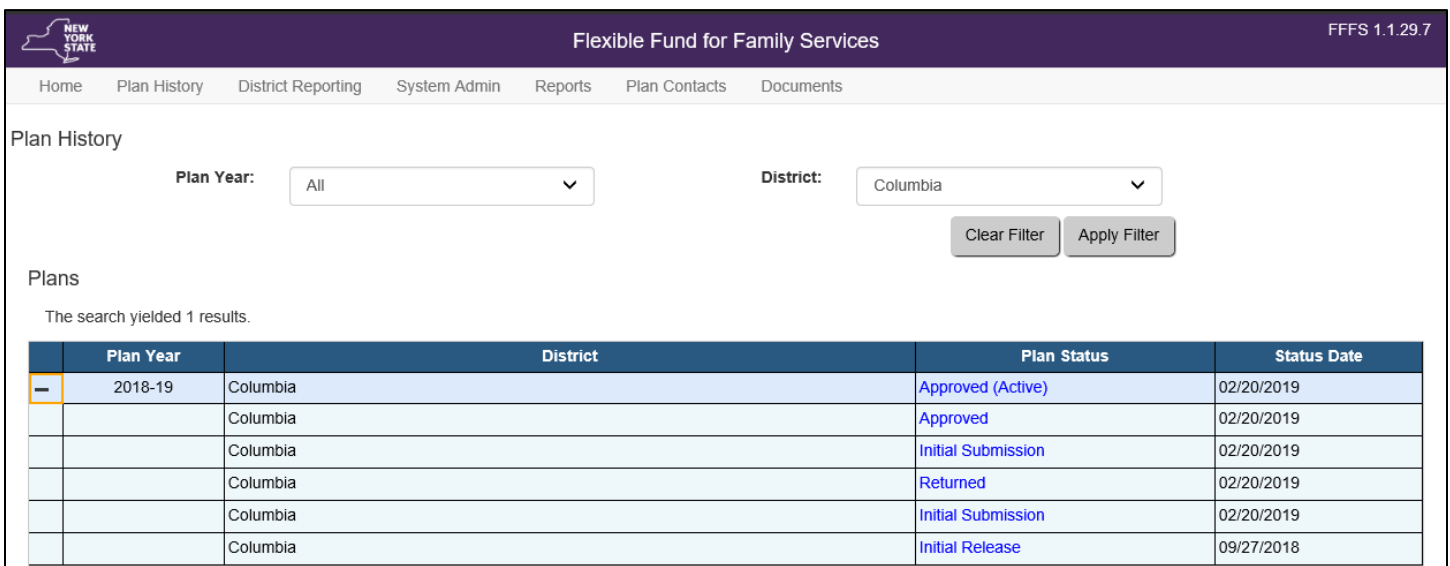 NEW
YORK
STATE
Flexible Fund for Family Services
FFFS 1.1.29.7
Home Plan History District Reporting System Admin Reports Plan Contacts Documents
Plan History
Plan Year: All District: Columbia
Clear Filter Apply Filter
Plans
The search yielded 1 results.
Plan Year District Plan Status Status Date
2018-19 Columbia Approved (Active) 02/20/2019
Columbia Approved 02/20/2019
Columbia Initial Submission 02/20/2019
Columbia Returned 02/20/2019
Columbia Initial Submission 02/20/2019
Columbia Initial Release 09/27/2018